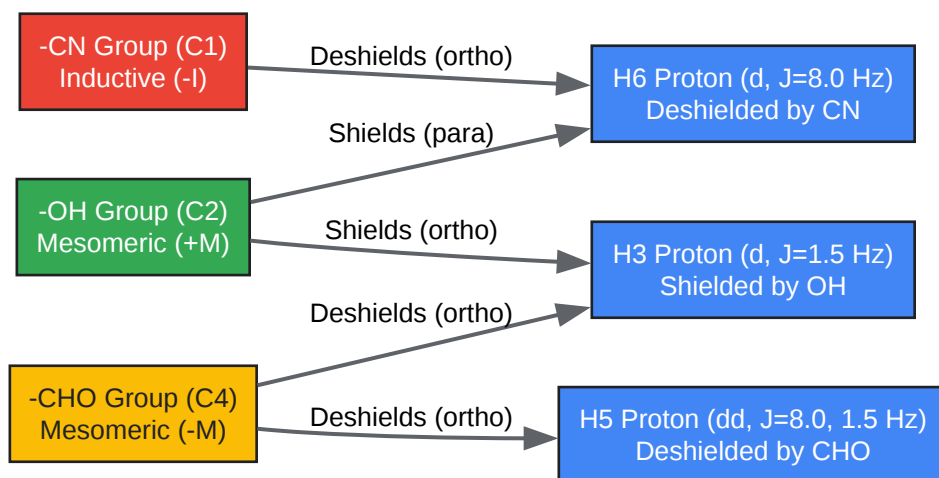 -CN Group (C1)
Inductive (-I)
Deshields (ortho)
H6 Proton (d, J=8.0 Hz)
Deshielded by CN
Shields (para)
-OH Group (C2)
Mesomeric (+M)
Shields (ortho)
H3 Proton (d, J=1.5 Hz)
Shielded by OH
Deshields (ortho)
-CHO Group (C4)
Mesomeric (-M)
Deshields (ortho)
H5 Proton (dd, J=8.0, 1.5 Hz)
Deshielded by CHO